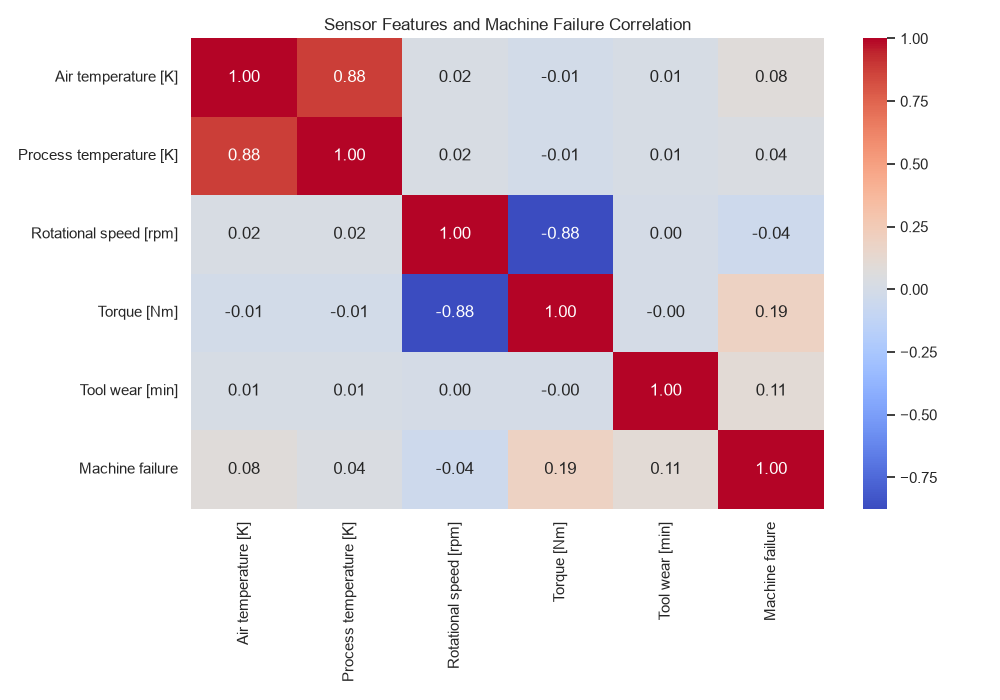 Sensor Features and Machine Failure Correlation
Air temperature [K] 1.00 0.88 0.02 -0.01 0.01 0.08
Process temperature [K] 0.88 1.00 0.02 -0.01 0.01 0.04
Rotational speed [rpm] 0.02 0.02 1.00 -0.88 0.00 -0.04
Torque [Nm] -0.01 -0.01 -0.88 1.00 -0.00 0.19
Tool wear [min] 0.01 0.01 0.00 -0.00 1.00 0.11
Machine failure 0.08 0.04 -0.04 0.19 0.11 1.00
Air temperature [K]
Process temperature [K]
Rotational speed [rpm]
Torque [Nm]
Tool wear [min]
Machine failure
1.00
0.75
0.50
0.25
0.00
−0.25
−0.50
−0.75